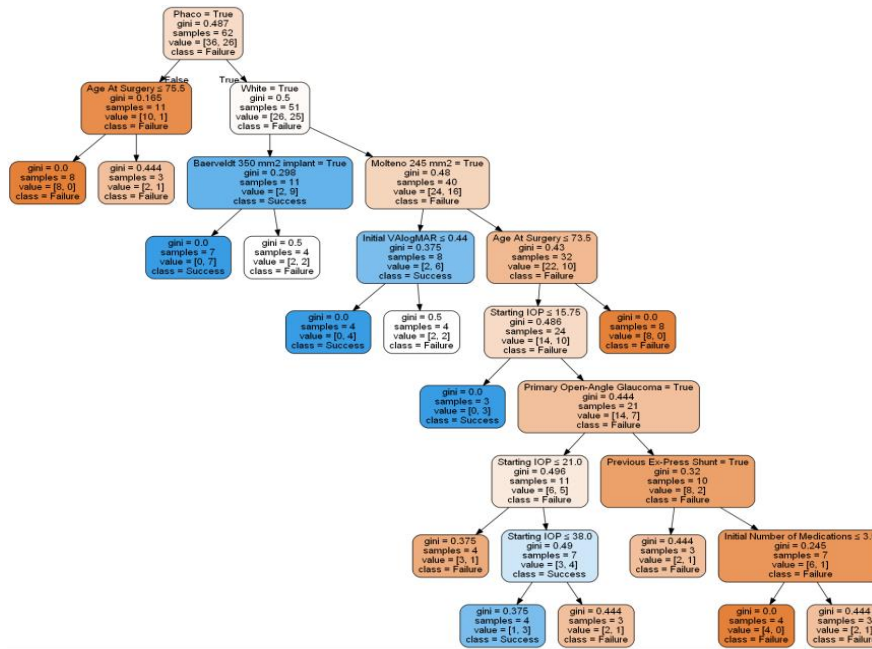 Phaco = True
gini = 0.487
samples = 62
value = [36, 26]
class = Failure
False
True
Age At Surgery ≤ 75.5
gini = 0.165
samples = 11
value = [10, 1]
class = Failure
White = True
gini = 0.5
samples = 51
value = [26, 25]
class = Failure
gini = 0.0
samples = 8
value = [8, 0]
class = Failure
gini = 0.444
samples = 3
value = [2, 1]
class = Failure
Baerveldt 350 mm2 implant = True
gini = 0.298
samples = 11
value = [2, 9]
class = Success
Molteno 245 mm2 = True
gini = 0.48
samples = 40
value = [24, 16]
class = Failure
gini = 0.0
samples = 7
value = [0, 7]
class = Success
gini = 0.5
samples = 4
value = [2, 2]
class = Failure
Initial VAlogMAR ≤ 0.44
gini = 0.375
samples = 8
value = [2, 6]
class = Success
Age At Surgery ≤ 73.5
gini = 0.43
samples = 32
value = [22, 10]
class = Failure
gini = 0.0
samples = 4
value = [0, 4]
class = Success
gini = 0.5
samples = 4
value = [2, 2]
class = Failure
Starting IOP ≤ 15.75
gini = 0.486
samples = 24
value = [14, 10]
class = Failure
gini = 0.0
samples = 8
value = [8, 0]
class = Failure
gini = 0.0
samples = 3
value = [0, 3]
class = Success
Primary Open-Angle Glaucoma = True
gini = 0.444
samples = 21
value = [14, 7]
class = Failure
Starting IOP ≤ 21.0
gini = 0.496
samples = 11
value = [6, 5]
class = Failure
Previous Ex-Press Shunt = True
gini = 0.32
samples = 10
value = [8, 2]
class = Failure
gini = 0.375
samples = 4
value = [3, 1]
class = Failure
Starting IOP ≤ 38.0
gini = 0.49
samples = 7
value = [3, 4]
class = Success
gini = 0.444
samples = 3
value = [2, 1]
class = Failure
Initial Number of Medications ≤ 3.
gini = 0.245
samples = 7
value = [6, 1]
class = Failure
gini = 0.375
samples = 4
value = [1, 3]
class = Success
gini = 0.444
samples = 3
value = [2, 1]
class = Failure
gini = 0.0
samples = 4
value = [4, 0]
class = Failure
gini = 0.444
samples = 3
value = [2, 1]
class = Failure